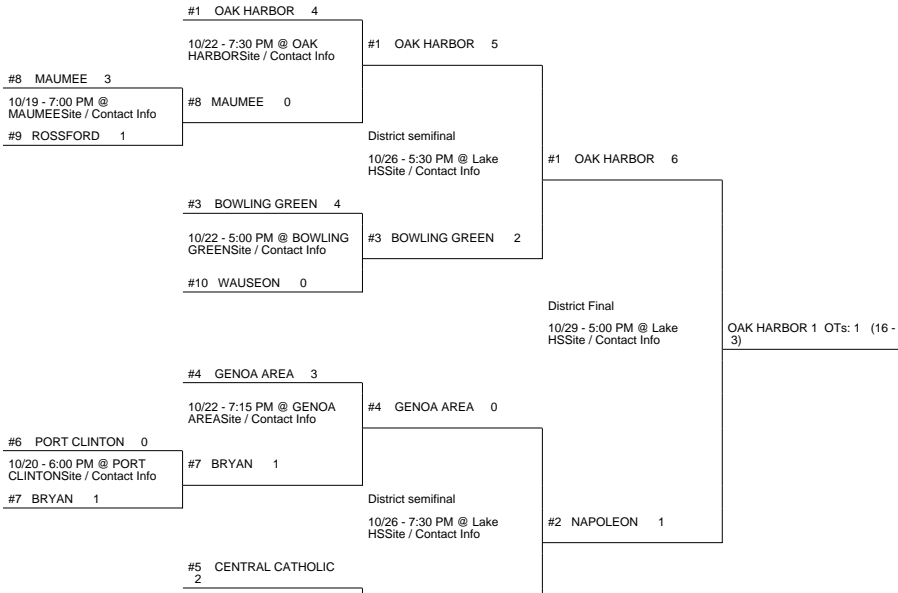 #1 OAK HARBOR 4
10/22 - 7:30 PM @ OAK
HARBORSite / Contact Info
#1 OAK HARBOR 5
#8 MAUMEE 3
10/19 - 7:00 PM @
MAUMEESite / Contact Info
#8 MAUMEE 0
#9 ROSSFORD 1
District semifinal
10/26 - 5:30 PM @ Lake
HSSite / Contact Info
#1 OAK HARBOR 6
#3 BOWLING GREEN 4
10/22 - 5:00 PM @ BOWLING
GREENSite / Contact Info
#3 BOWLING GREEN 2
#10 WAUSEON 0
District Final
10/29 - 5:00 PM @ Lake
HSSite / Contact Info
OAK HARBOR 1 OTs: 1 (16 -
3)
#4 GENOA AREA 3
10/22 - 7:15 PM @ GENOA
AREASite / Contact Info
#4 GENOA AREA 0
#6 PORT CLINTON 0
10/20 - 6:00 PM @ PORT
CLINTONSite / Contact Info
#7 BRYAN 1
#7 BRYAN 1
District semifinal
10/26 - 7:30 PM @ Lake
HSSite / Contact Info
#2 NAPOLEON 1
#5 CENTRAL CATHOLIC
2